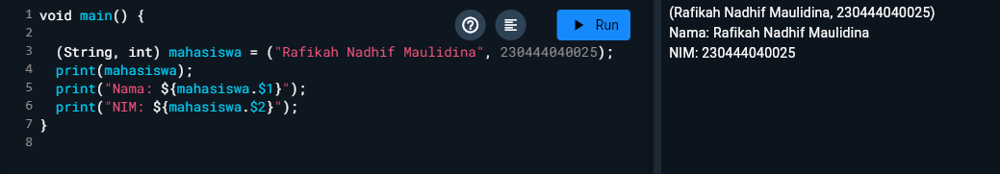 1 void main() {
2
3 (String, int) mahasiswa = ("Rafikah Nadhif Maulidina", 230444040025);
4 print(mahasiswa);
5 print("Nama: ${mahasiswa.$1}");
6 print("NIM: ${mahasiswa.$2}");
7 }
8
Run
(Rafikah Nadhif Maulidina, 230444040025)
Nama: Rafikah Nadhif Maulidina
NIM: 230444040025